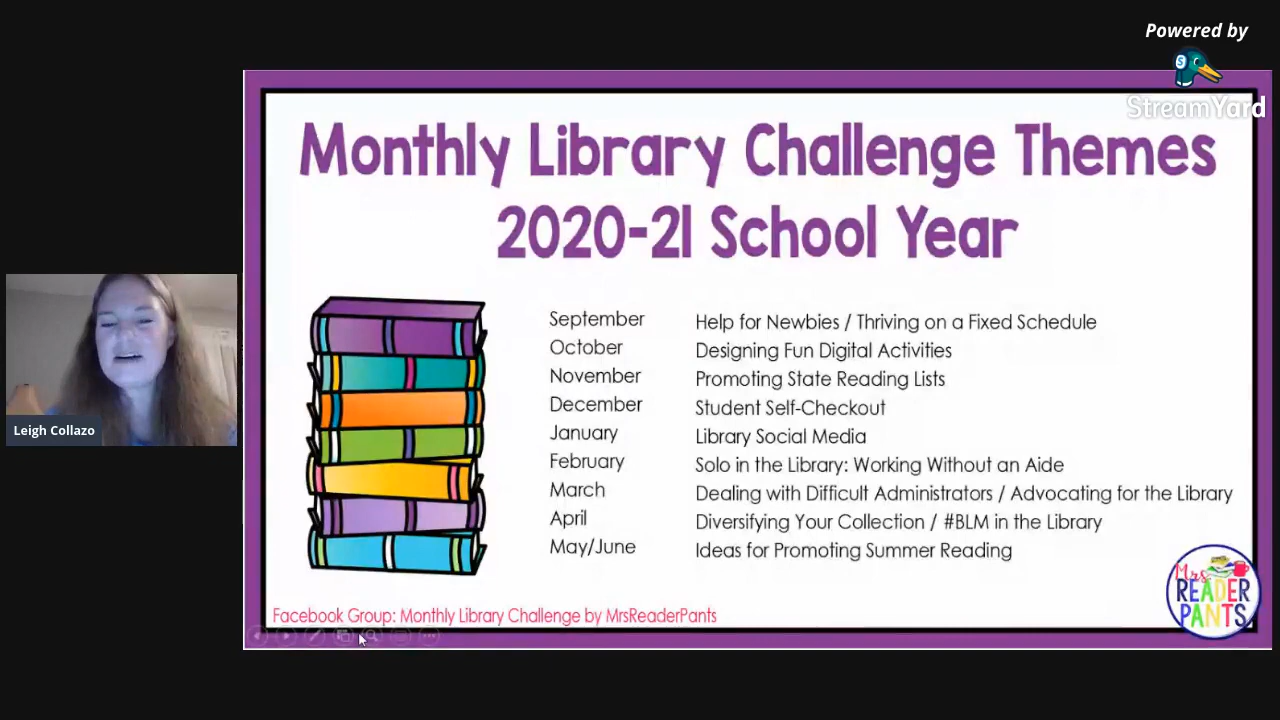 Powered by
StreamYard
Monthly Library Challenge Themes
2020-21 School Year
September Help for Newbies / Thriving on a Fixed Schedule
October Designing Fun Digital Activities
November Promoting State Reading Lists
December Student Self-Checkout
January Library Social Media
February Solo in the Library: Working Without an Aide
March Dealing with Difficult Administrators / Advocating for the Library
April Diversifying Your Collection / #BLM in the Library
May/June Ideas for Promoting Summer Reading
Leigh Collazo
Facebook Group: Monthly Library Challenge by MrsReaderPants
Mrs
READER
PANTS